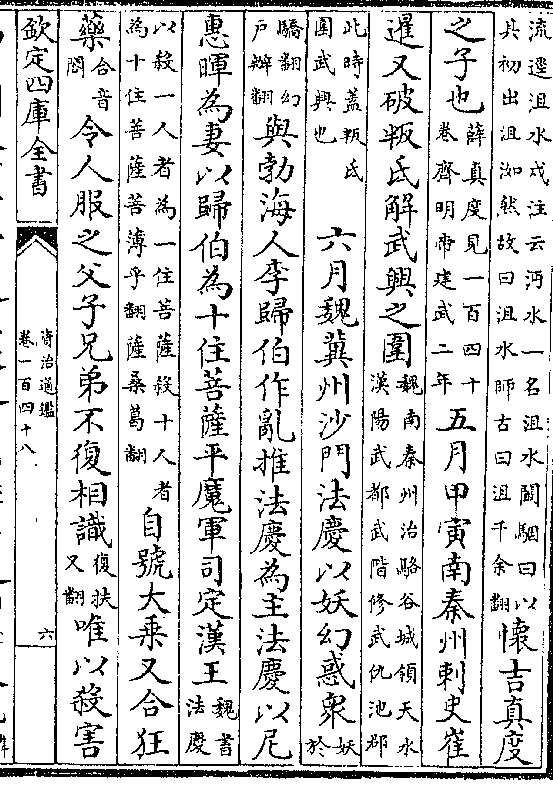 流遷沮水戍注云沔水一名沮水闞駰曰以
其初出沮洳然故曰沮水師古曰沮千余翻懷吉真度
之子也薛真度見一百四十
卷齊明帝建武二年五月甲寅南秦州刺史崔
暹又破叛氐解武興之圍魏南秦州治駱谷城領天水
漢陽武都武階修武仇池郡
此時蓋叛氐
圍武興也六月魏冀州沙門法慶以妖幻惑衆妖於
驕翻幻
戶辦翻與勃海人李歸伯作亂推法慶為主法慶以尼
惠暉為妻以歸伯為十住菩薩平魔軍司定漢王魏書
法慶
以殺一人者為一住菩薩殺十人者
為十住菩薩菩薄乎翻薩桑葛翻自號大乘又合狂
藥合音
閤令人服之父子兄弟不復相識復扶
又翻唯以殺害
欽定四庫全書
資治通鑑
卷一百四十八
六